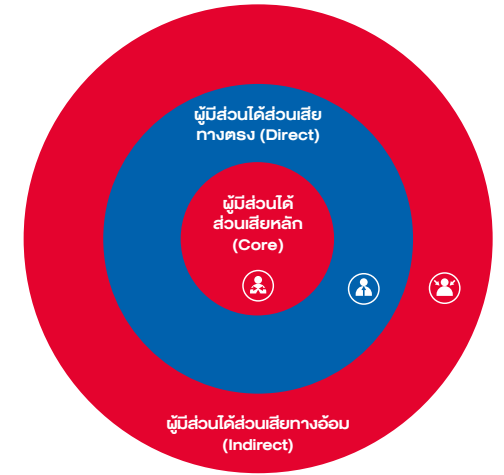 ผู้มีส่วนได้ส่วนเสีย
ทางตรง (Direct)
ผู้มีส่วนได้
ส่วนเสียหลัก
(Core)
ผู้มีส่วนได้ส่วนเสียทางอ้อม
(Indirect)